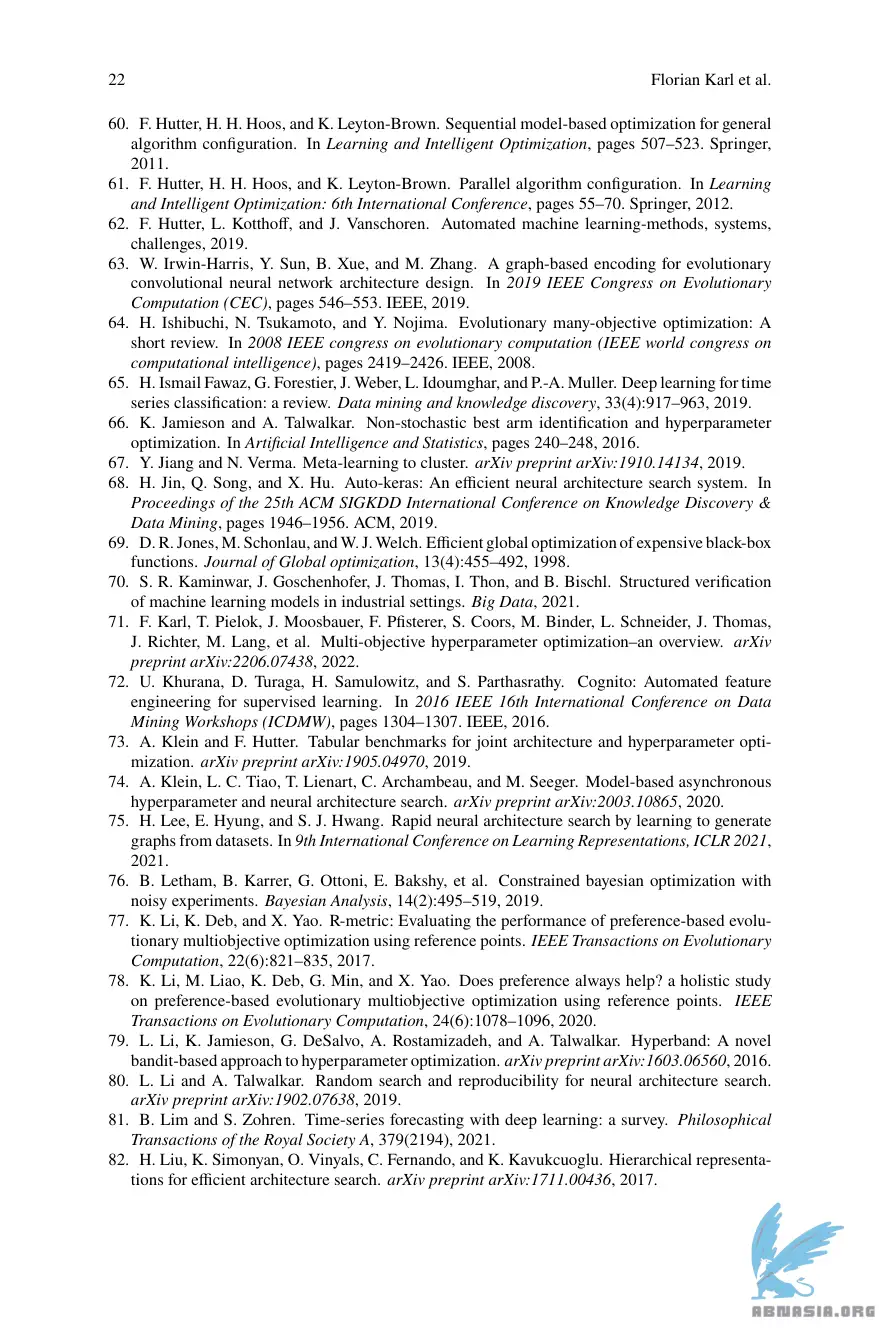 22 Florian Karl et al.
60. F. Hutter, H. H. Hoos, and K. Leyton-Brown. Sequential model-based optimization for general
algorithm configuration. In Learning and Intelligent Optimization, pages 507–523. Springer,
2011.
61. F. Hutter, H. H. Hoos, and K. Leyton-Brown. Parallel algorithm configuration. In Learning
and Intelligent Optimization: 6th International Conference, pages 55–70. Springer, 2012.
62. F. Hutter, L. Kotthoff, and J. Vanschoren. Automated machine learning-methods, systems,
challenges, 2019.
63. W. Irwin-Harris, Y. Sun, B. Xue, and M. Zhang. A graph-based encoding for evolutionary
convolutional neural network architecture design. In 2019 IEEE Congress on Evolutionary
Computation (CEC), pages 546–553. IEEE, 2019.
64. H. Ishibuchi, N. Tsukamoto, and Y. Nojima. Evolutionary many-objective optimization: A
short review. In 2008 IEEE congress on evolutionary computation (IEEE world congress on
computational intelligence), pages 2419–2426. IEEE, 2008.
65. H. Ismail Fawaz, G. Forestier, J. Weber, L. Idoumghar, and P.-A. Muller. Deep learning for time
series classification: a review. Data mining and knowledge discovery, 33(4):917–963, 2019.
66. K. Jamieson and A. Talwalkar. Non-stochastic best arm identification and hyperparameter
optimization. In Artificial Intelligence and Statistics, pages 240–248, 2016.
67. Y. Jiang and N. Verma. Meta-learning to cluster. arXiv preprint arXiv:1910.14134, 2019.
68. H. Jin, Q. Song, and X. Hu. Auto-keras: An efficient neural architecture search system. In
Proceedings of the 25th ACM SIGKDD International Conference on Knowledge Discovery &
Data Mining, pages 1946–1956. ACM, 2019.
69. D. R. Jones, M. Schonlau, and W. J. Welch. Efficient global optimization of expensive black-box
functions. Journal of Global optimization, 13(4):455–492, 1998.
70. S. R. Kaminwar, J. Goschenhofer, J. Thomas, I. Thon, and B. Bischl. Structured verification
of machine learning models in industrial settings. Big Data, 2021.
71. F. Karl, T. Pielok, J. Moosbauer, F. Pfisterer, S. Coors, M. Binder, L. Schneider, J. Thomas,
J. Richter, M. Lang, et al. Multi-objective hyperparameter optimization–an overview. arXiv
preprint arXiv:2206.07438, 2022.
72. U. Khurana, D. Turaga, H. Samulowitz, and S. Parthasrathy. Cognito: Automated feature
engineering for supervised learning. In 2016 IEEE 16th International Conference on Data
Mining Workshops (ICDMW), pages 1304–1307. IEEE, 2016.
73. A. Klein and F. Hutter. Tabular benchmarks for joint architecture and hyperparameter opti-
mization. arXiv preprint arXiv:1905.04970, 2019.
74. A. Klein, L. C. Tiao, T. Lienart, C. Archambeau, and M. Seeger. Model-based asynchronous
hyperparameter and neural architecture search. arXiv preprint arXiv:2003.10865, 2020.
75. H. Lee, E. Hyung, and S. J. Hwang. Rapid neural architecture search by learning to generate
graphs from datasets. In 9th International Conference on Learning Representations, ICLR 2021,
2021.
76. B. Letham, B. Karrer, G. Ottoni, E. Bakshy, et al. Constrained bayesian optimization with
noisy experiments. Bayesian Analysis, 14(2):495–519, 2019.
77. K. Li, K. Deb, and X. Yao. R-metric: Evaluating the performance of preference-based evolu-
tionary multiobjective optimization using reference points. IEEE Transactions on Evolutionary
Computation, 22(6):821–835, 2017.
78. K. Li, M. Liao, K. Deb, G. Min, and X. Yao. Does preference always help? a holistic study
on preference-based evolutionary multiobjective optimization using reference points. IEEE
Transactions on Evolutionary Computation, 24(6):1078–1096, 2020.
79. L. Li, K. Jamieson, G. DeSalvo, A. Rostamizadeh, and A. Talwalkar. Hyperband: A novel
bandit-based approach to hyperparameter optimization. arXiv preprint arXiv:1603.06560, 2016.
80. L. Li and A. Talwalkar. Random search and reproducibility for neural architecture search.
arXiv preprint arXiv:1902.07638, 2019.
81. B. Lim and S. Zohren. Time-series forecasting with deep learning: a survey. Philosophical
Transactions of the Royal Society A, 379(2194), 2021.
82. H. Liu, K. Simonyan, O. Vinyals, C. Fernando, and K. Kavukcuoglu. Hierarchical representa-
tions for efficient architecture search. arXiv preprint arXiv:1711.00436, 2017.
ABNASIA.ORG